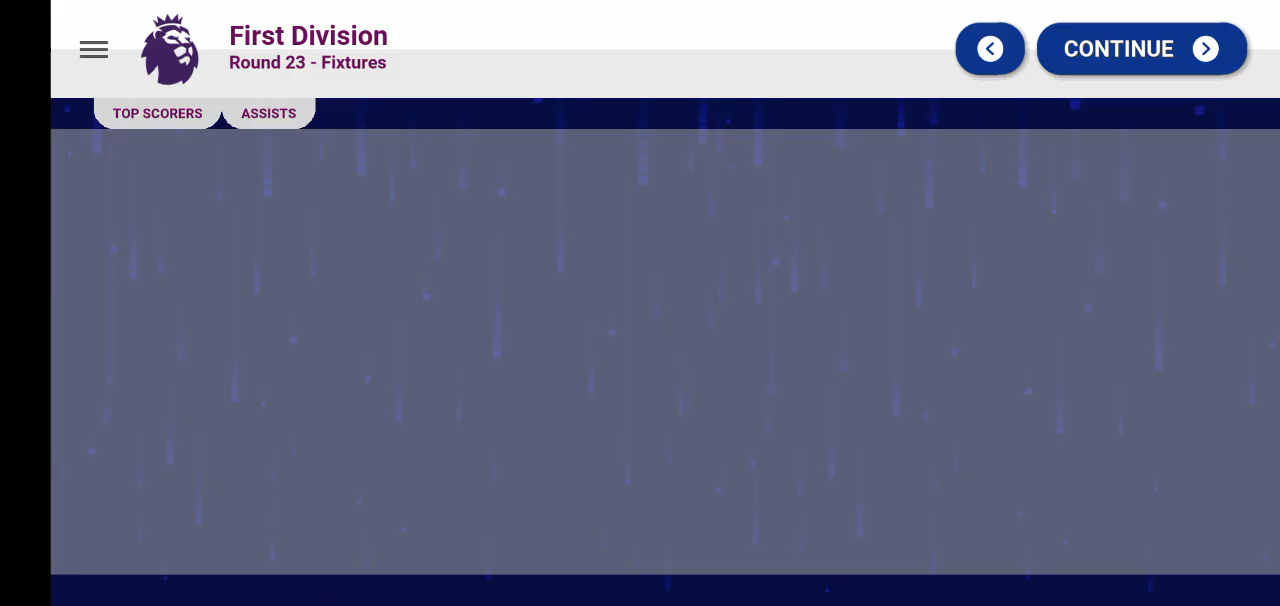 First Division
Round 23 - Fixtures
CONTINUE
TOP SCORERS
ASSISTS